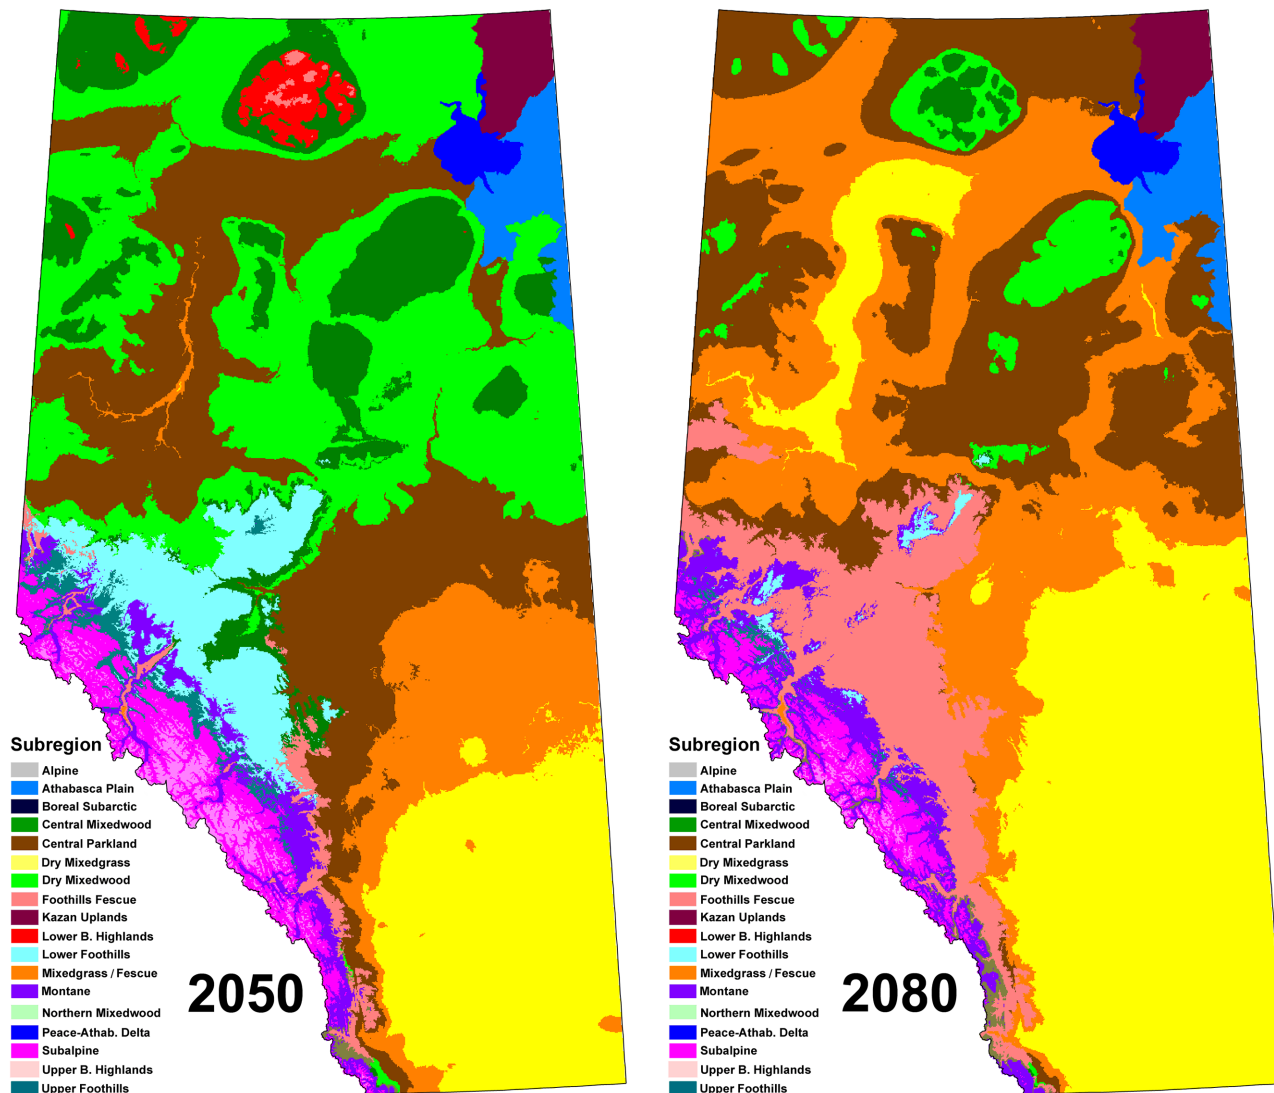 Subregion
Alpine
Athabasca Plain
Boreal Subarctic
Central Mixedwood
Central Parkland
Dry Mixedgrass
Dry Mixedwood
Foothills Fescue
Kazan Uplands
Lower B. Highlands
Lower Foothills
Mixedgrass / Fescue
Montane
Northern Mixedwood
Peace-Athab. Delta
Subalpine
Upper B. Highlands
Upper Foothills
2050
Subregion
Alpine
Athabasca Plain
Boreal Subarctic
Central Mixedwood
Central Parkland
Dry Mixedgrass
Dry Mixedwood
Foothills Fescue
Kazan Uplands
Lower B. Highlands
Lower Foothills
Mixedgrass / Fescue
Montane
Northern Mixedwood
Peace-Athab. Delta
Subalpine
Upper B. Highlands
Upper Foothills
2080